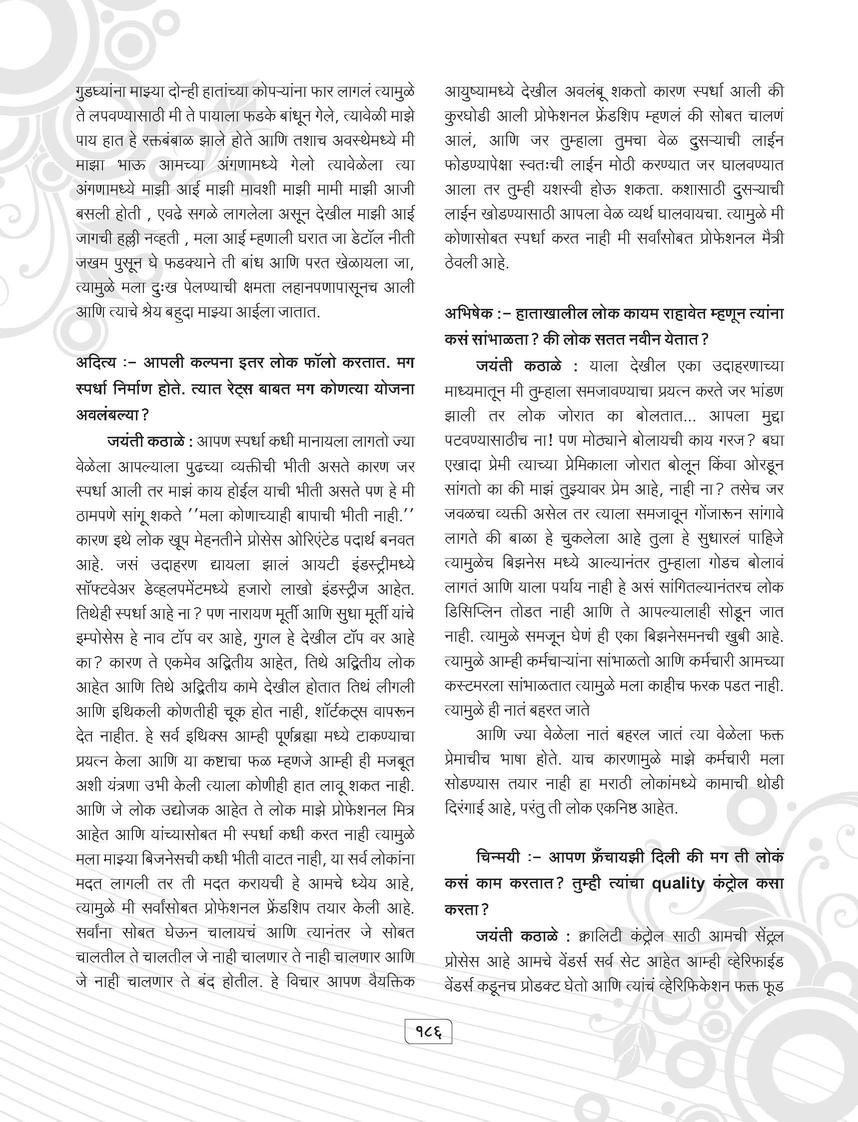 गुडघ्यांना माझ्या दोन्ही हातांच्या कोपऱ्यांना फार लागलं त्यामुळे
ते लपवण्यासाठी मी ते पायाला फडके बांधून गेले, त्यावेळी माझे
पाय हात हे रक्तबंबाळ झाले होते आणि तशाच अवस्थेमध्ये मी
माझा भाऊ आमच्या अंगणामध्ये गेलो त्यावेळेला त्या
अंगणामध्ये माझी आई माझी मावशी माझी मामी माझी आजी
बसली होती , एवढे सगळे लागलेला असून देखील माझी आई
जागची हल्ली नव्हती , मला आई म्हणाली घरात जा डेटॉल नीती
जखम पुसून घे फडक्याने ती बांध आणि परत खेळायला जा,
त्यामुळे मला दुःख पेलण्याची क्षमता लहानपणापासूनच आली
आणि त्याचे श्रेय बहुदा माझ्या आईला जातात.
अदित्य :– आपली कल्पना इतर लोक फॉलो करतात. मग
स्पर्धा निर्माण होते. त्यात रेट्स बाबत मग कोणत्या योजना
अवलंबल्या?
जयंती कठाळे : आपण स्पर्धा कधी मानायला लागतो ज्या
वेळेला आपल्याला पुढच्या व्यक्तीची भीती असते कारण जर
स्पर्धा आली तर माझं काय होईल याची भीती असते पण हे मी
ठामपणे सांगू शकते ''मला कोणाच्याही बापाची भीती नाही.''
कारण इथे लोक खूप मेहनतीने प्रोसेस ओरिएंटेड पदार्थ बनवत
आहे. जसं उदाहरण द्यायला झालं आयटी इंडस्ट्रीमध्ये
सॉफ्टवेअर डेव्हलपमेंटमध्ये हजारो लाखो इंडस्ट्रीज आहेत.
तिथेही स्पर्धा आहे ना? पण नारायण मूर्ती आणि सुधा मूर्ती यांचे
इम्पोसेस हे नाव टॉप वर आहे, गुगल हे देखील टॉप वर आहे
का? कारण ते एकमेव अद्वितीय आहेत, तिथे अद्वितीय लोक
आहेत आणि तिथे अद्वितीय कामे देखील होतात तिथं लीगली
आणि इथिकली कोणतीही चूक होत नाही, शॉर्टकट्स वापरून
देत नाहीत. हे सर्व इथिक्स आम्ही पूर्णब्रह्मा मध्ये टाकण्याचा
प्रयत्न केला आणि या कष्टाचा फळ म्हणजे आम्ही ही मजबूत
अशी यंत्रणा उभी केली त्याला कोणीही हात लावू शकत नाही.
आणि जे लोक उद्योजक आहेत ते लोक माझे प्रोफेशनल मित्र
आहेत आणि यांच्यासोबत मी स्पर्धा कधी करत नाही त्यामुळे
मला माझ्या बिजनेसची कधी भीती वाटत नाही, या सर्व लोकांना
मदत लागली तर ती मदत करायची हे आमचे ध्येय आहे,
त्यामुळे मी सर्वांसोबत प्रोफेशनल फ्रेंडशिप तयार केली आहे.
सर्वांना सोबत घेऊन चालायचं आणि त्यानंतर जे सोबत
चालतील ते चालतील जे नाही चालणार ते नाही चालणार आणि
जे नाही चालणार ते बंद होतील. हे विचार आपण वैयक्तिक
आयुष्यामध्ये देखील अवलंबू शकतो कारण स्पर्धा आली की
कुरघोडी आली प्रोफेशनल फ्रेंडशिप म्हणलं की सोबत चालणं
आलं, आणि जर तुम्हाला तुमचा वेळ दुसऱ्याची लाईन
फोडण्यापेक्षा स्वतःची लाईन मोठी करण्यात जर घालवण्यात
आला तर तुम्ही यशस्वी होऊ शकता. कशासाठी दुसऱ्याची
लाईन खोडण्यासाठी आपला वेळ व्यर्थ घालवायचा. त्यामुळे मी
कोणासोबत स्पर्धा करत नाही मी सर्वांसोबत प्रोफेशनल मैत्री
ठेवली आहे.
अभिषेक :– हाताखालील लोक कायम राहावेत म्हणून त्यांना
कसं सांभाळता? की लोक सतत नवीन येतात?
जयंती कठाळे : याला देखील एका उदाहरणाच्या
माध्यमातून मी तुम्हाला समजावण्याचा प्रयत्न करते जर भांडण
झाली तर लोक जोरात का बोलतात... आपला मुद्दा
पटवण्यासाठीच ना! पण मोठ्याने बोलायची काय गरज? बघा
एखादा प्रेमी त्याच्या प्रेमिकाला जोरात बोलून किंवा ओरडून
सांगतो का की माझं तुझ्यावर प्रेम आहे, नाही ना? तसेच जर
जवळचा व्यक्ती असेल तर त्याला समजावून गोंजारून सांगावे
लागते की बाळा हे चुकलेला आहे तुला हे सुधारलं पाहिजे
त्यामुळेच बिझनेस मध्ये आल्यानंतर तुम्हाला गोडच बोलावं
लागतं आणि याला पर्याय नाही हे असं सांगितल्यानंतरच लोक
डिसिप्लिन तोडत नाही आणि ते आपल्यालाही सोडून जात
नाही. त्यामुळे समजून घेणं ही एका बिझनेसमनची खुबी आहे.
त्यामुळे आम्ही कर्मचाऱ्यांना सांभाळतो आणि कर्मचारी आमच्या
कस्टमरला सांभाळतात त्यामुळे मला काहीच फरक पडत नाही.
त्यामुळे ही नातं बहरत जाते
आणि ज्या वेळेला नातं बहरल जातं त्या वेळेला फक्त
प्रेमाचीच भाषा होते. याच कारणामुळे माझे कर्मचारी मला
सोडण्यास तयार नाही हा मराठी लोकांमध्ये कामाची थोडी
दिरंगाई आहे, परंतु ती लोक एकनिष्ठ आहेत.
चिन्मयी :– आपण फ्रँचायझी दिली की मग ती लोकं
कसं काम करतात? तुम्ही त्यांचा quality कंट्रोल कसा
करता?
जयंती कठाळे : क्वालिटी कंट्रोल साठी आमची सेंट्रल
प्रोसेस आहे आमचे वेंडर्स सर्व सेट आहेत आम्ही व्हेरिफाईड
वेंडर्स कडूनच प्रोडक्ट घेतो आणि त्यांचं व्हेरिफिकेशन फक्त फूड
१८६